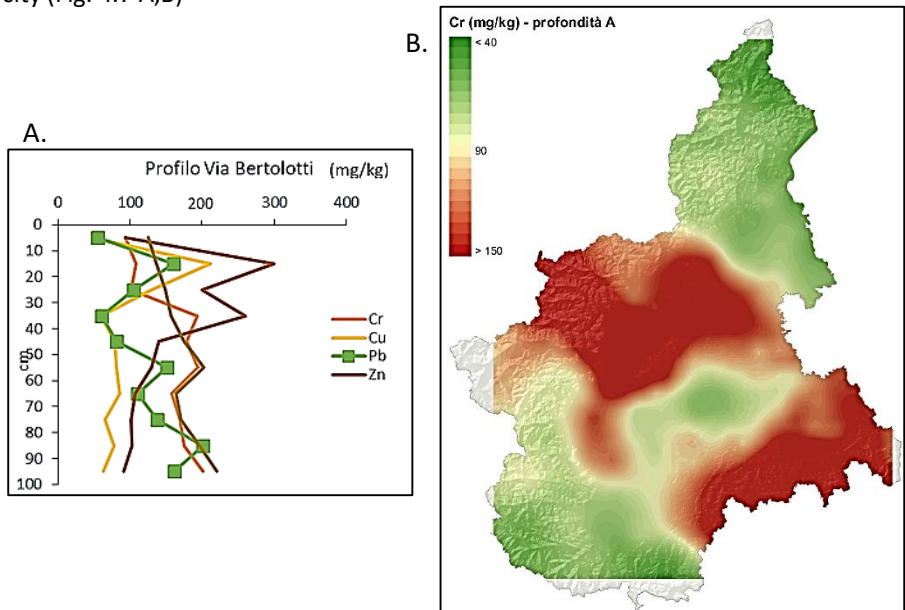 city (Fig. 4.7 A,B)
A.
Profilo Via Bertolotti (mg/kg)
0 100 200 300 400
0
10
20
30
40
50
60
70
80
90
100
cm
Cr
Cu
Pb
Zn
B.
Cr (mg/kg) - profondità A
< 40
90
> 150